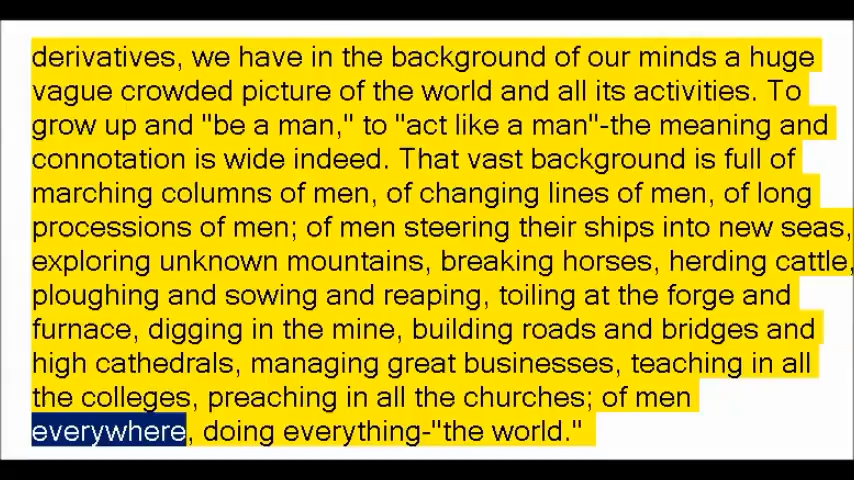 derivatives, we have in the background of our minds a huge
vague crowded picture of the world and all its activities. To
grow up and "be a man," to "act like a man"-the meaning and
connotation is wide indeed. That vast background is full of
marching columns of men, of changing lines of men, of long
processions of men; of men steering their ships into new seas,
exploring unknown mountains, breaking horses, herding cattle,
ploughing and sowing and reaping, toiling at the forge and
furnace, digging in the mine, building roads and bridges and
high cathedrals, managing great businesses, teaching in all
the colleges, preaching in all the churches; of men
everywhere, doing everything-"the world."